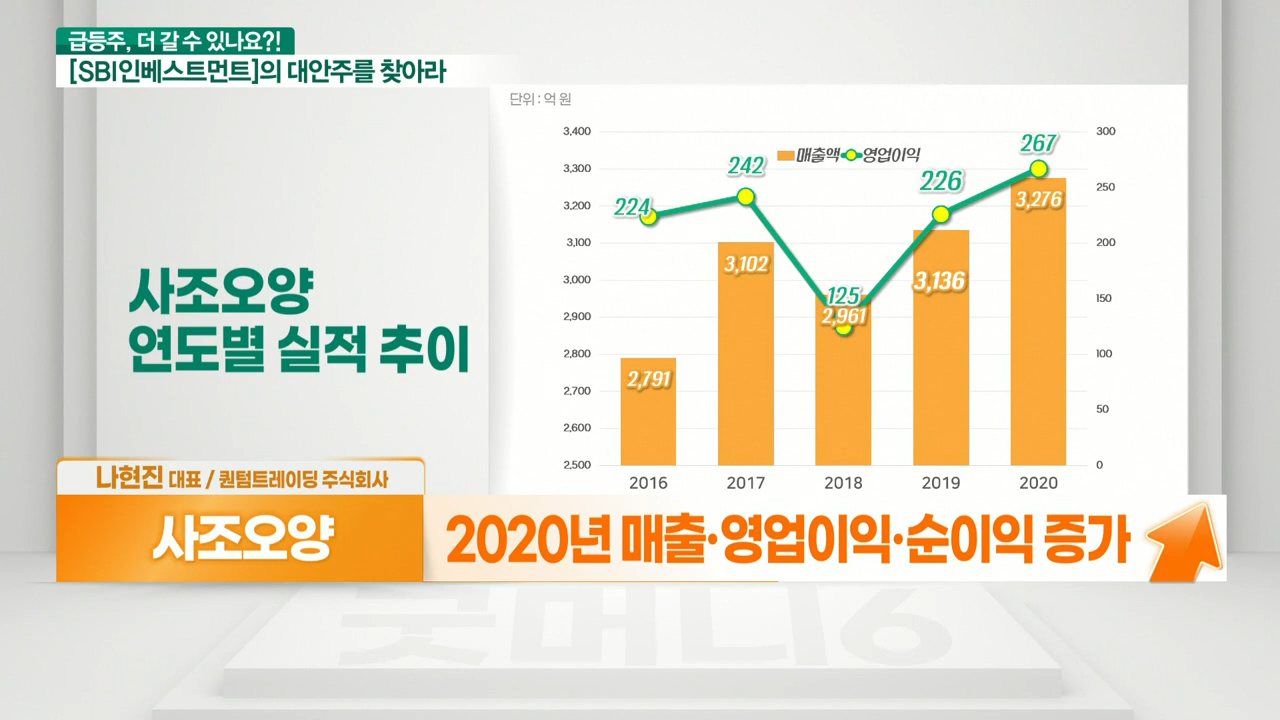 급등주, 더 갈 수 있나요?!
[SBI인베스트먼트]의 대안주를 찾아라
단위 : 억 원
사조오양
연도별 실적 추이
매출액 영업이익
3,400
3,300
3,200
3,100
3,000
2,900
2,800
2,700
2,600
2,500
300
250
200
150
100
50
0
224
242
125
226
267
2,791
3,102
2,961
3,136
3,276
2016 2017 2018 2019 2020
나현진 대표 / 퀀텀트레이딩 주식회사
사조오양
2020년 매출·영업이익·순이익 증가
굿머니6